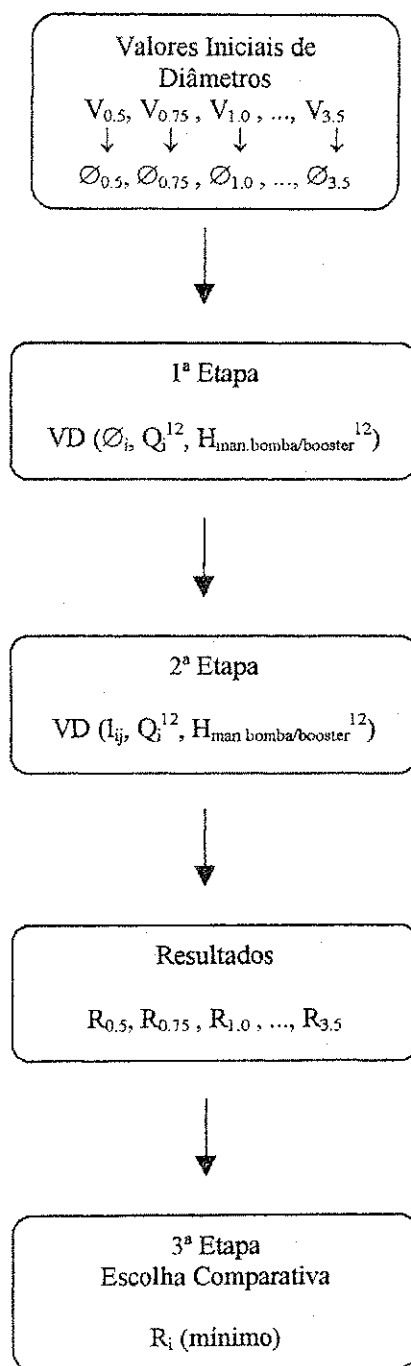 Valores Iniciais de
Diâmetros
V₀.₅, V₀.₇₅ , V₁.₀ , ..., V₃.₅
↓ ↓ ↓ ↓
∅₀.₅, ∅₀.₇₅, ∅₁.₀, ..., ∅₃.₅
1ª Etapa
VD (∅ᵢ, Qᵢ¹², Hman.bomba/booster¹²)
2ª Etapa
VD (lᵢⱼ, Qᵢ¹², Hman bomba/booster¹²)
Resultados
R₀.₅, R₀.₇₅ , R₁.₀ , ..., R₃.₅
3ª Etapa
Escolha Comparativa
Rᵢ (mínimo)